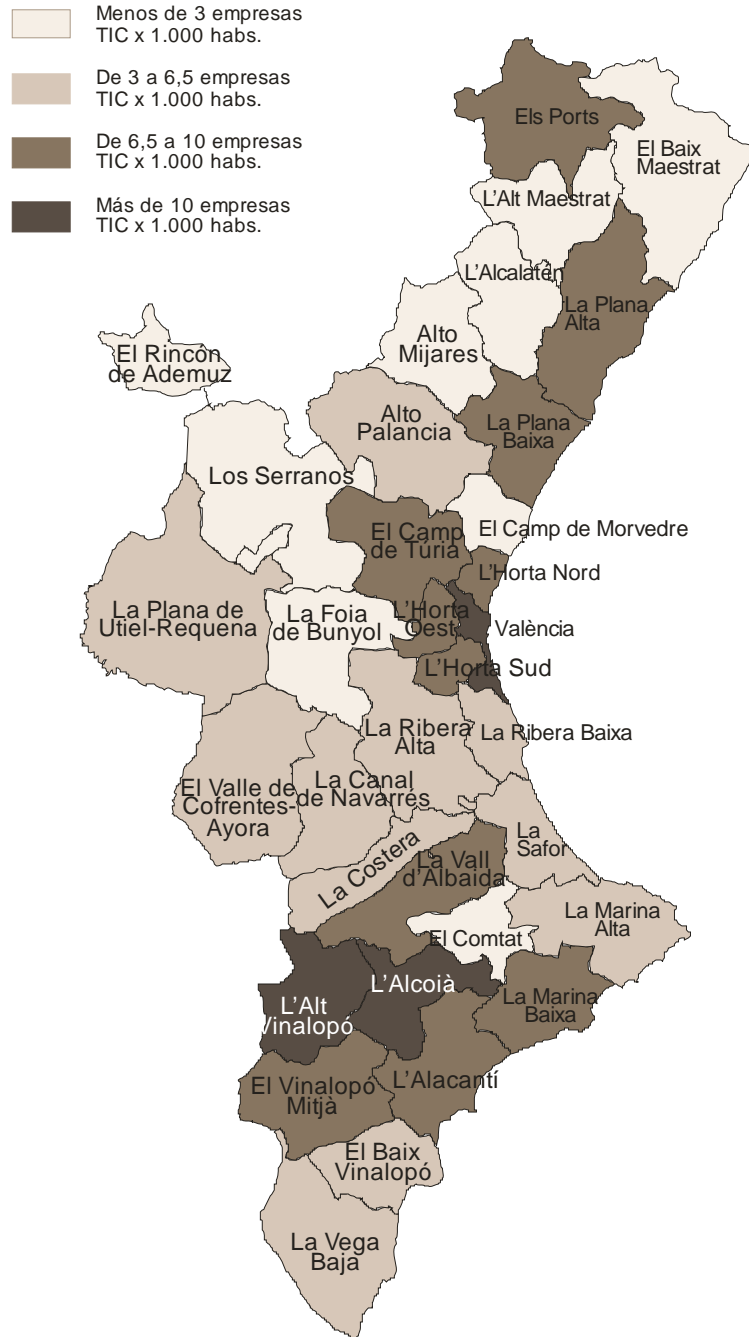 Menos de 3 empresas
TIC x 1.000 habs.
De 3 a 6,5 empresas
TIC x 1.000 habs.
De 6,5 a 10 empresas
TIC x 1.000 habs.
Más de 10 empresas
TIC x 1.000 habs.
Els Ports
El Baix
Maestrat
L'Alt Maestrat
L'Alcalatén
La Plana
Alta
Alto
Mijares
El Rincón
de Ademuz
Alto
Palancia
La Plana
Baixa
Los Serranos
El Camp de Morvedre
El Camp
de Túria
L'Horta Nord
La Plana de
Utiel-Requena
La Foia
de Bunyol
L'Horta
Oest
València
L'Horta Sud
La Ribera
Alta
La Ribera Baixa
El Valle de
Cofrentes-
Ayora
La Canal
de Navarrés
La Costera
La Vall
d'Albaida
La
Safor
La Marina
Alta
El Comtat
L'Alcoià
L'Alt
Vinalopó
La Marina
Baixa
El Vinalopó
Mitjà
L'Alacantí
El Baix
Vinalopó
La Vega
Baja